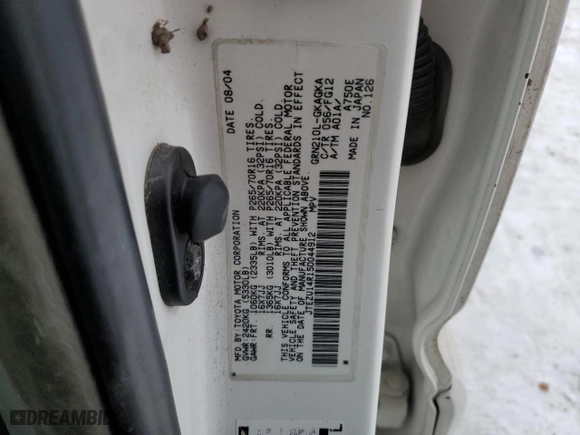 MFD. BY TOYOTA MOTOR CORPORATION DATE 08/04
GVWR 2420KG (5330LB)
GAWR FRT. 1060KG (2335LB) WITH P265/70R16 TIRES,
16X7JJ RIMS, AT 220KPA (32PSI) COLD.
RR. 1365KG (3010LB) WITH P265/70R16 TIRES,
16X7JJ RIMS, AT 220KPA (32PSI) COLD.
THIS VEHICLE CONFORMS TO ALL APPLICABLE FEDERAL MOTOR
VEHICLE SAFETY AND THEFT PREVENTION STANDARDS IN EFFECT
ON THE DATE OF MANUFACTURE SHOWN ABOVE.
JTEZU14R150044912 MPV
GRN210L-GKAGKA
C/TR 056/FG12
A/TM A01A/ A750E
MADE IN JAPAN
NO.126
DREAMBID